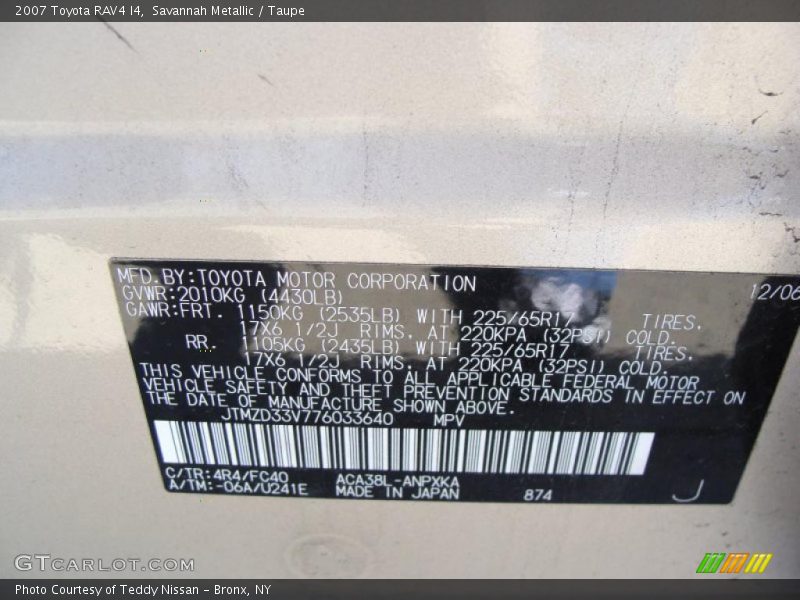 2007 Toyota RAV4 I4, Savannah Metallic / Taupe
MFD. BY: TOYOTA MOTOR CORPORATION 12/06
GVWR: 2010KG (4430LB)
GAWR: FRT. 1150KG (2535LB) WITH 225/65R17 TIRES,
17X6 1/2J RIMS, AT 220KPA (32PSI) COLD.
RR. 1105KG (2435LB) WITH 225/65R17 TIRES,
17X6 1/2J RIMS, AT 220KPA (32PSI) COLD.
THIS VEHICLE CONFORMS TO ALL APPLICABLE FEDERAL MOTOR
VEHICLE SAFETY AND THEFT PREVENTION STANDARDS IN EFFECT ON
THE DATE OF MANUFACTURE SHOWN ABOVE.
JTMZD33V776033640 MPV
C/TR: 4R4/FC40 ACA38L-ANPXKA
A/TM: -06A/U241E MADE IN JAPAN 874 J
GTCARLOT.COM
Photo Courtesy of Teddy Nissan - Bronx, NY